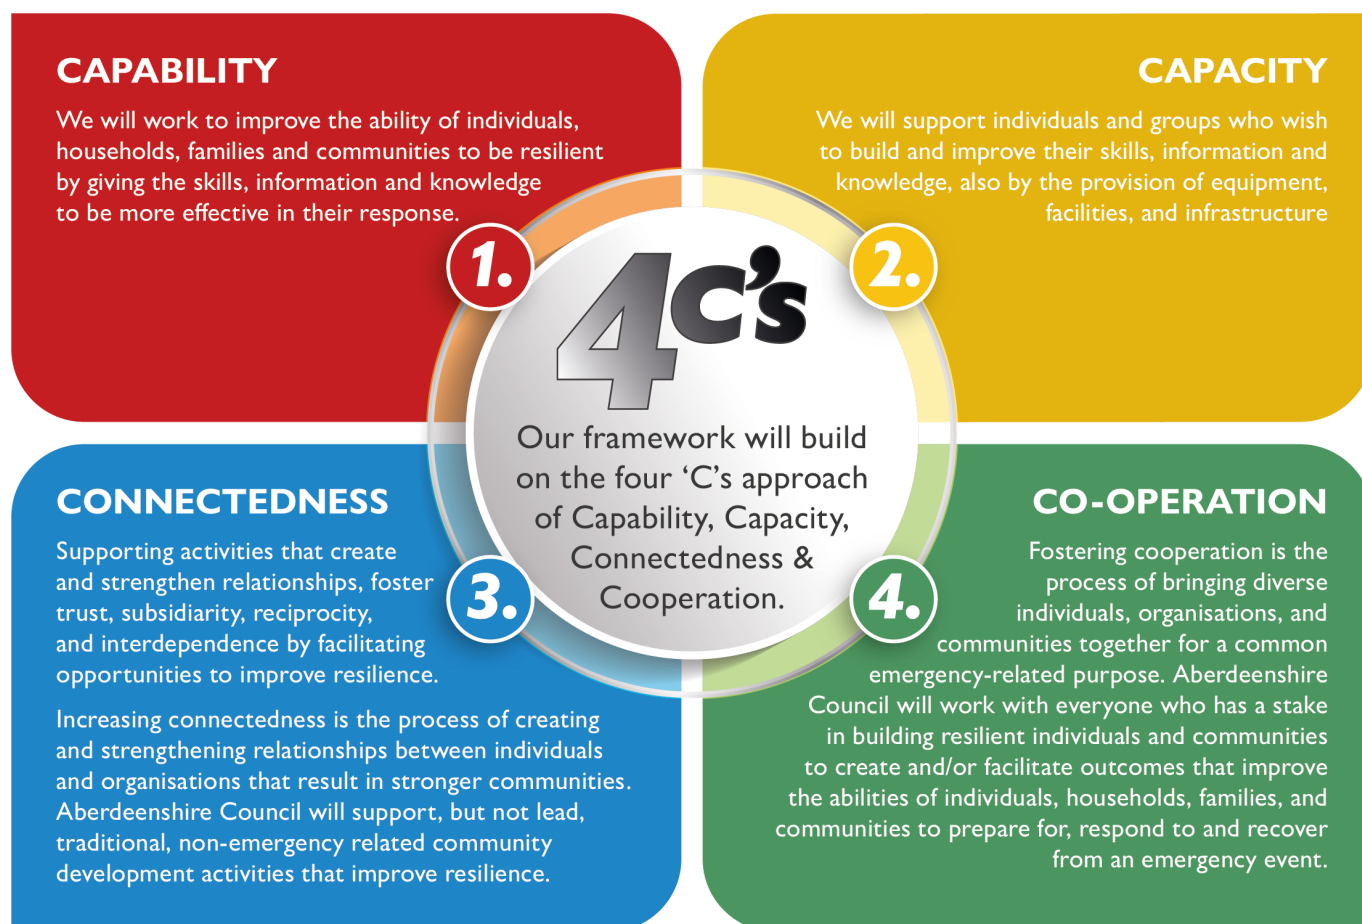 CAPABILITY
We will work to improve the ability of individuals,
households, families and communities to be resilient
by giving the skills, information and knowledge
to be more effective in their response.
1.
CAPACITY
We will support individuals and groups who wish
to build and improve their skills, information and
knowledge, also by the provision of equipment,
facilities, and infrastructure
2.
4C’s
Our framework will build
on the four ‘C’s approach
of Capability, Capacity,
Connectedness &
Cooperation.
CONNECTEDNESS
Supporting activities that create
and strengthen relationships, foster
trust, subsidiarity, reciprocity,
and interdependence by facilitating
opportunities to improve resilience.
Increasing connectedness is the process of creating
and strengthening relationships between individuals
and organisations that result in stronger communities.
Aberdeenshire Council will support, but not lead,
traditional, non-emergency related community
development activities that improve resilience.
3.
CO-OPERATION
Fostering cooperation is the
process of bringing diverse
individuals, organisations, and
communities together for a common
emergency-related purpose. Aberdeenshire
Council will work with everyone who has a stake
in building resilient individuals and communities
to create and/or facilitate outcomes that improve
the abilities of individuals, households, families, and
communities to prepare for, respond to and recover
from an emergency event.
4.